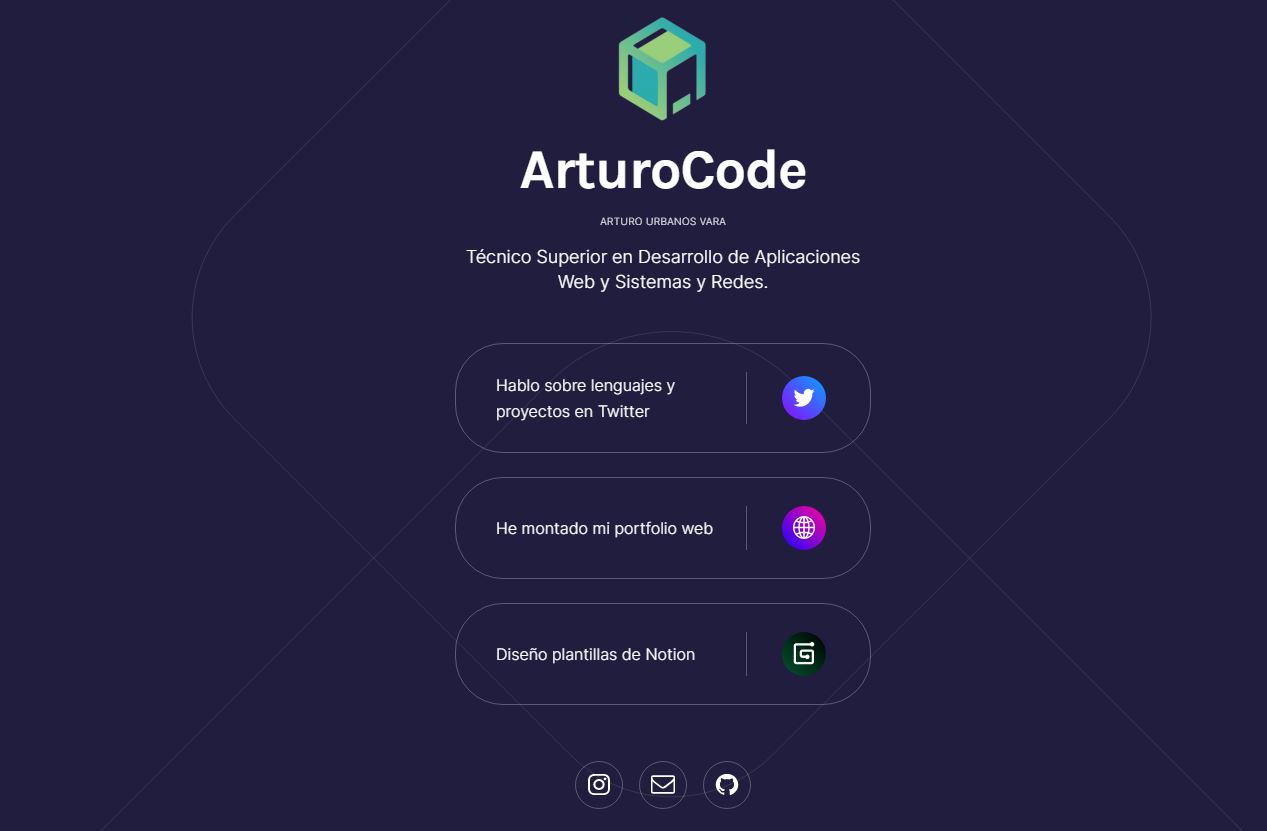 ArturoCode
ARTURO URBANOS VARA
Técnico Superior en Desarrollo de Aplicaciones
Web y Sistemas y Redes.
Hablo sobre lenguajes y
proyectos en Twitter
He montado mi portfolio web
Diseño plantillas de Notion